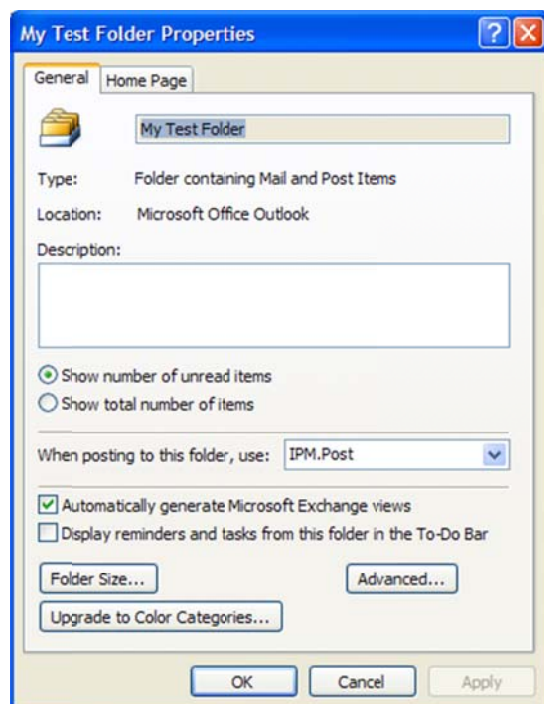 My Test Folder Properties
General Home Page
My Test Folder
Type: Folder containing Mail and Post Items
Location: Microsoft Office Outlook
Description:
Show number of unread items
Show total number of items
When posting to this folder, use: IPM.Post
Automatically generate Microsoft Exchange views
Display reminders and tasks from this folder in the To-Do Bar
Folder Size... Advanced...
Upgrade to Color Categories...
OK Cancel Apply